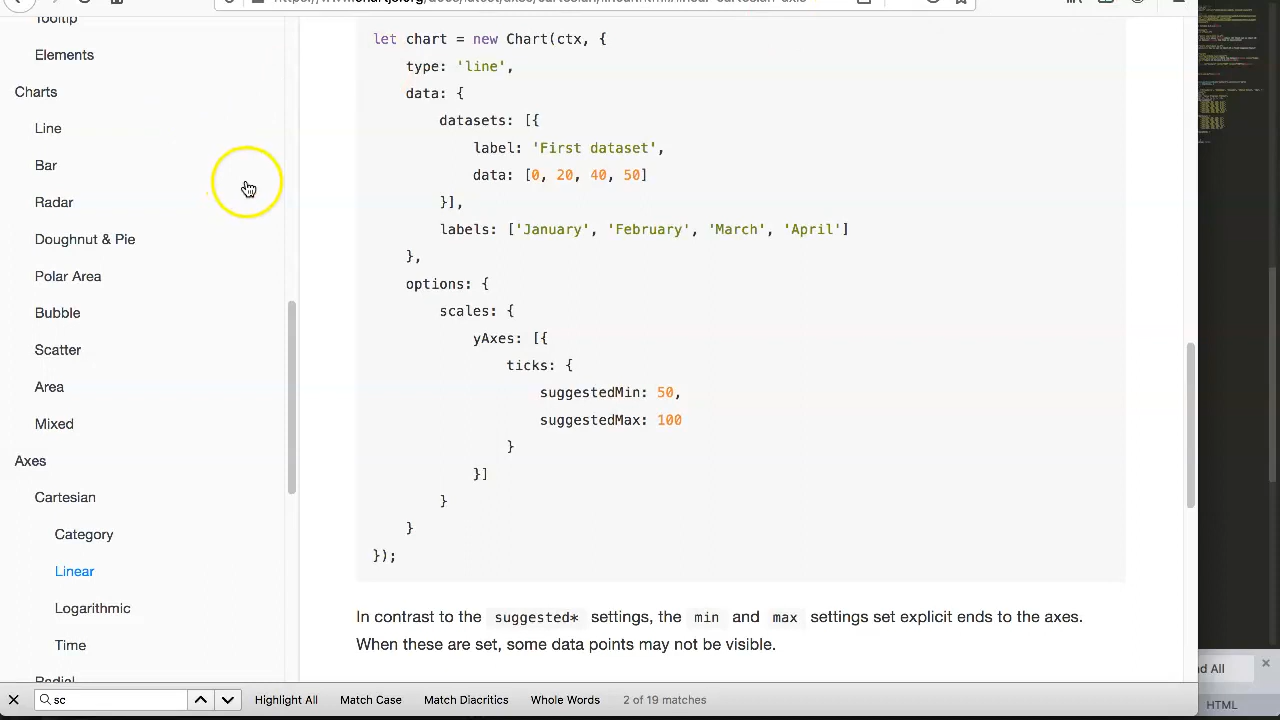 Tooltip
Elements
Charts
Line
Bar
Radar
Doughnut & Pie
Polar Area
Bubble
Scatter
Area
Mixed
Axes
Cartesian
Category
Linear
Logarithmic
Time
Radial
let chart = new Chart(ctx, {
type: 'line',
data: {
datasets: [{
label: 'First dataset',
data: [0, 20, 40, 50]
}],
labels: ['January', 'February', 'March', 'April']
},
options: {
scales: {
yAxes: [{
ticks: {
suggestedMin: 50,
suggestedMax: 100
}
}]
}
}
});
In contrast to the suggested* settings, the min and max settings set explicit ends to the axes.
When these are set, some data points may not be visible.
sc
Highlight All
Match Case
Match Diacritics
Whole Words
2 of 19 matches
nd All
HTML